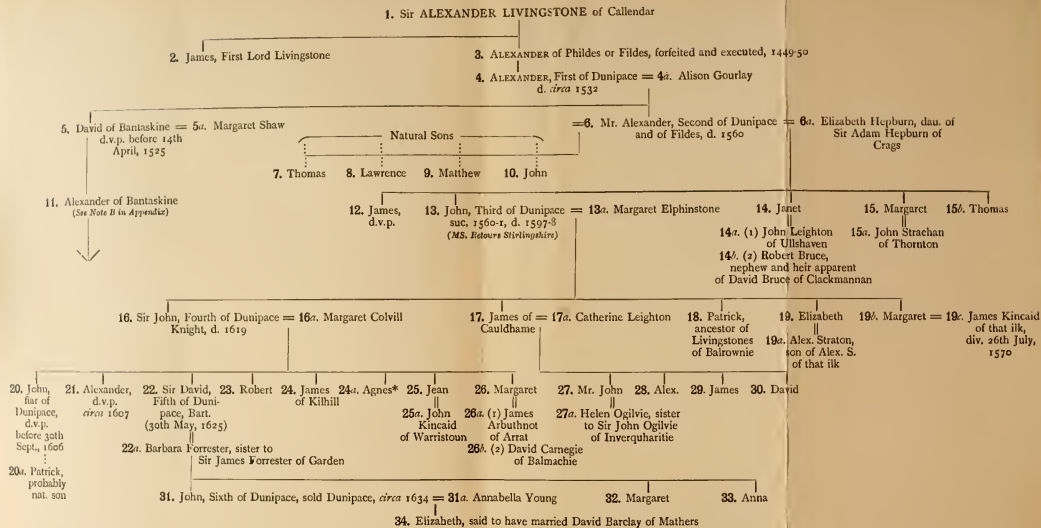 1. Sir ALEXANDER LIVINGSTONE of Callendar
2. James, First Lord Livingstone
3. ALEXANDER of Phildes or Fildes, forfeited and executed, 1449-50
4. ALEXANDER, First of Dunipace = 4a. Alison Gourlay
d. circa 1532
5. David of Bantaskine = 5a. Margaret Shaw
d.v.p. before 14th
April, 1525
Natural Sons
=6. Mr. Alexander, Second of Dunipace = 6a. Elizabeth Hepburn, dau. of
and of Fildes, d. 1560
Sir Adam Hepburn of
Crags
7. Thomas 8. Lawrence 9. Matthew 10. John
11. Alexander of Bantaskine
(See Note B in Appendix)
12. James,
d.v.p.
13. John, Third of Dunipace = 13a. Margaret Elphinstone
suc, 1560-1, d. 1597-8
(MS. Retours Stirlingshire)
14. Janet
||
14a. (1) John Leighton
of Ullshaven
14b. (2) Robert Bruce,
nephew and heir apparent
of David Bruce of Clackmannan
15. Margaret
||
15a. John Strachan
of Thornton
15b. Thomas
16. Sir John, Fourth of Dunipace = 16a. Margaret Colvill
Knight, d. 1619
17. James of = 17a. Catherine Leighton
Cauldhame
18. Patrick,
ancestor of
Livingstones
of Balrownie
19. Elizabeth
||
19a. Alex. Straton,
son of Alex. S.
of that ilk
19b. Margaret = 19c. James Kincaid
of that ilk,
div. 26th July,
1570
20. John,
fiar of
Dunipace,
d.v.p.
before 30th
Sept., 1606
20a. Patrick,
probably
nat. son
21. Alexander,
d.v.p.
circa 1607
22. Sir David,
Fifth of Duni-
pace, Bart.
(30th May, 1625)
||
22a. Barbara Forrester, sister to
Sir James Forrester of Garden
23. Robert
24. James
of Kilhill
24a. Agnes*
25. Jean
||
25a. John
Kincaid
of Warristoun
26. Margaret
||
26a. (1) James
Arbuthnot
of Arrat
26b. (2) David Carnegie
of Balmachie
27. Mr. John
||
27a. Helen Ogilvie, sister
to Sir John Ogilvie
of Inverquharitie
28. Alex.
29. James
30. David
31. John, Sixth of Dunipace, sold Dunipace, circa 1634 = 31a. Annabella Young
32. Margaret
33. Anna
34. Elizabeth, said to have married David Barclay of Mathers